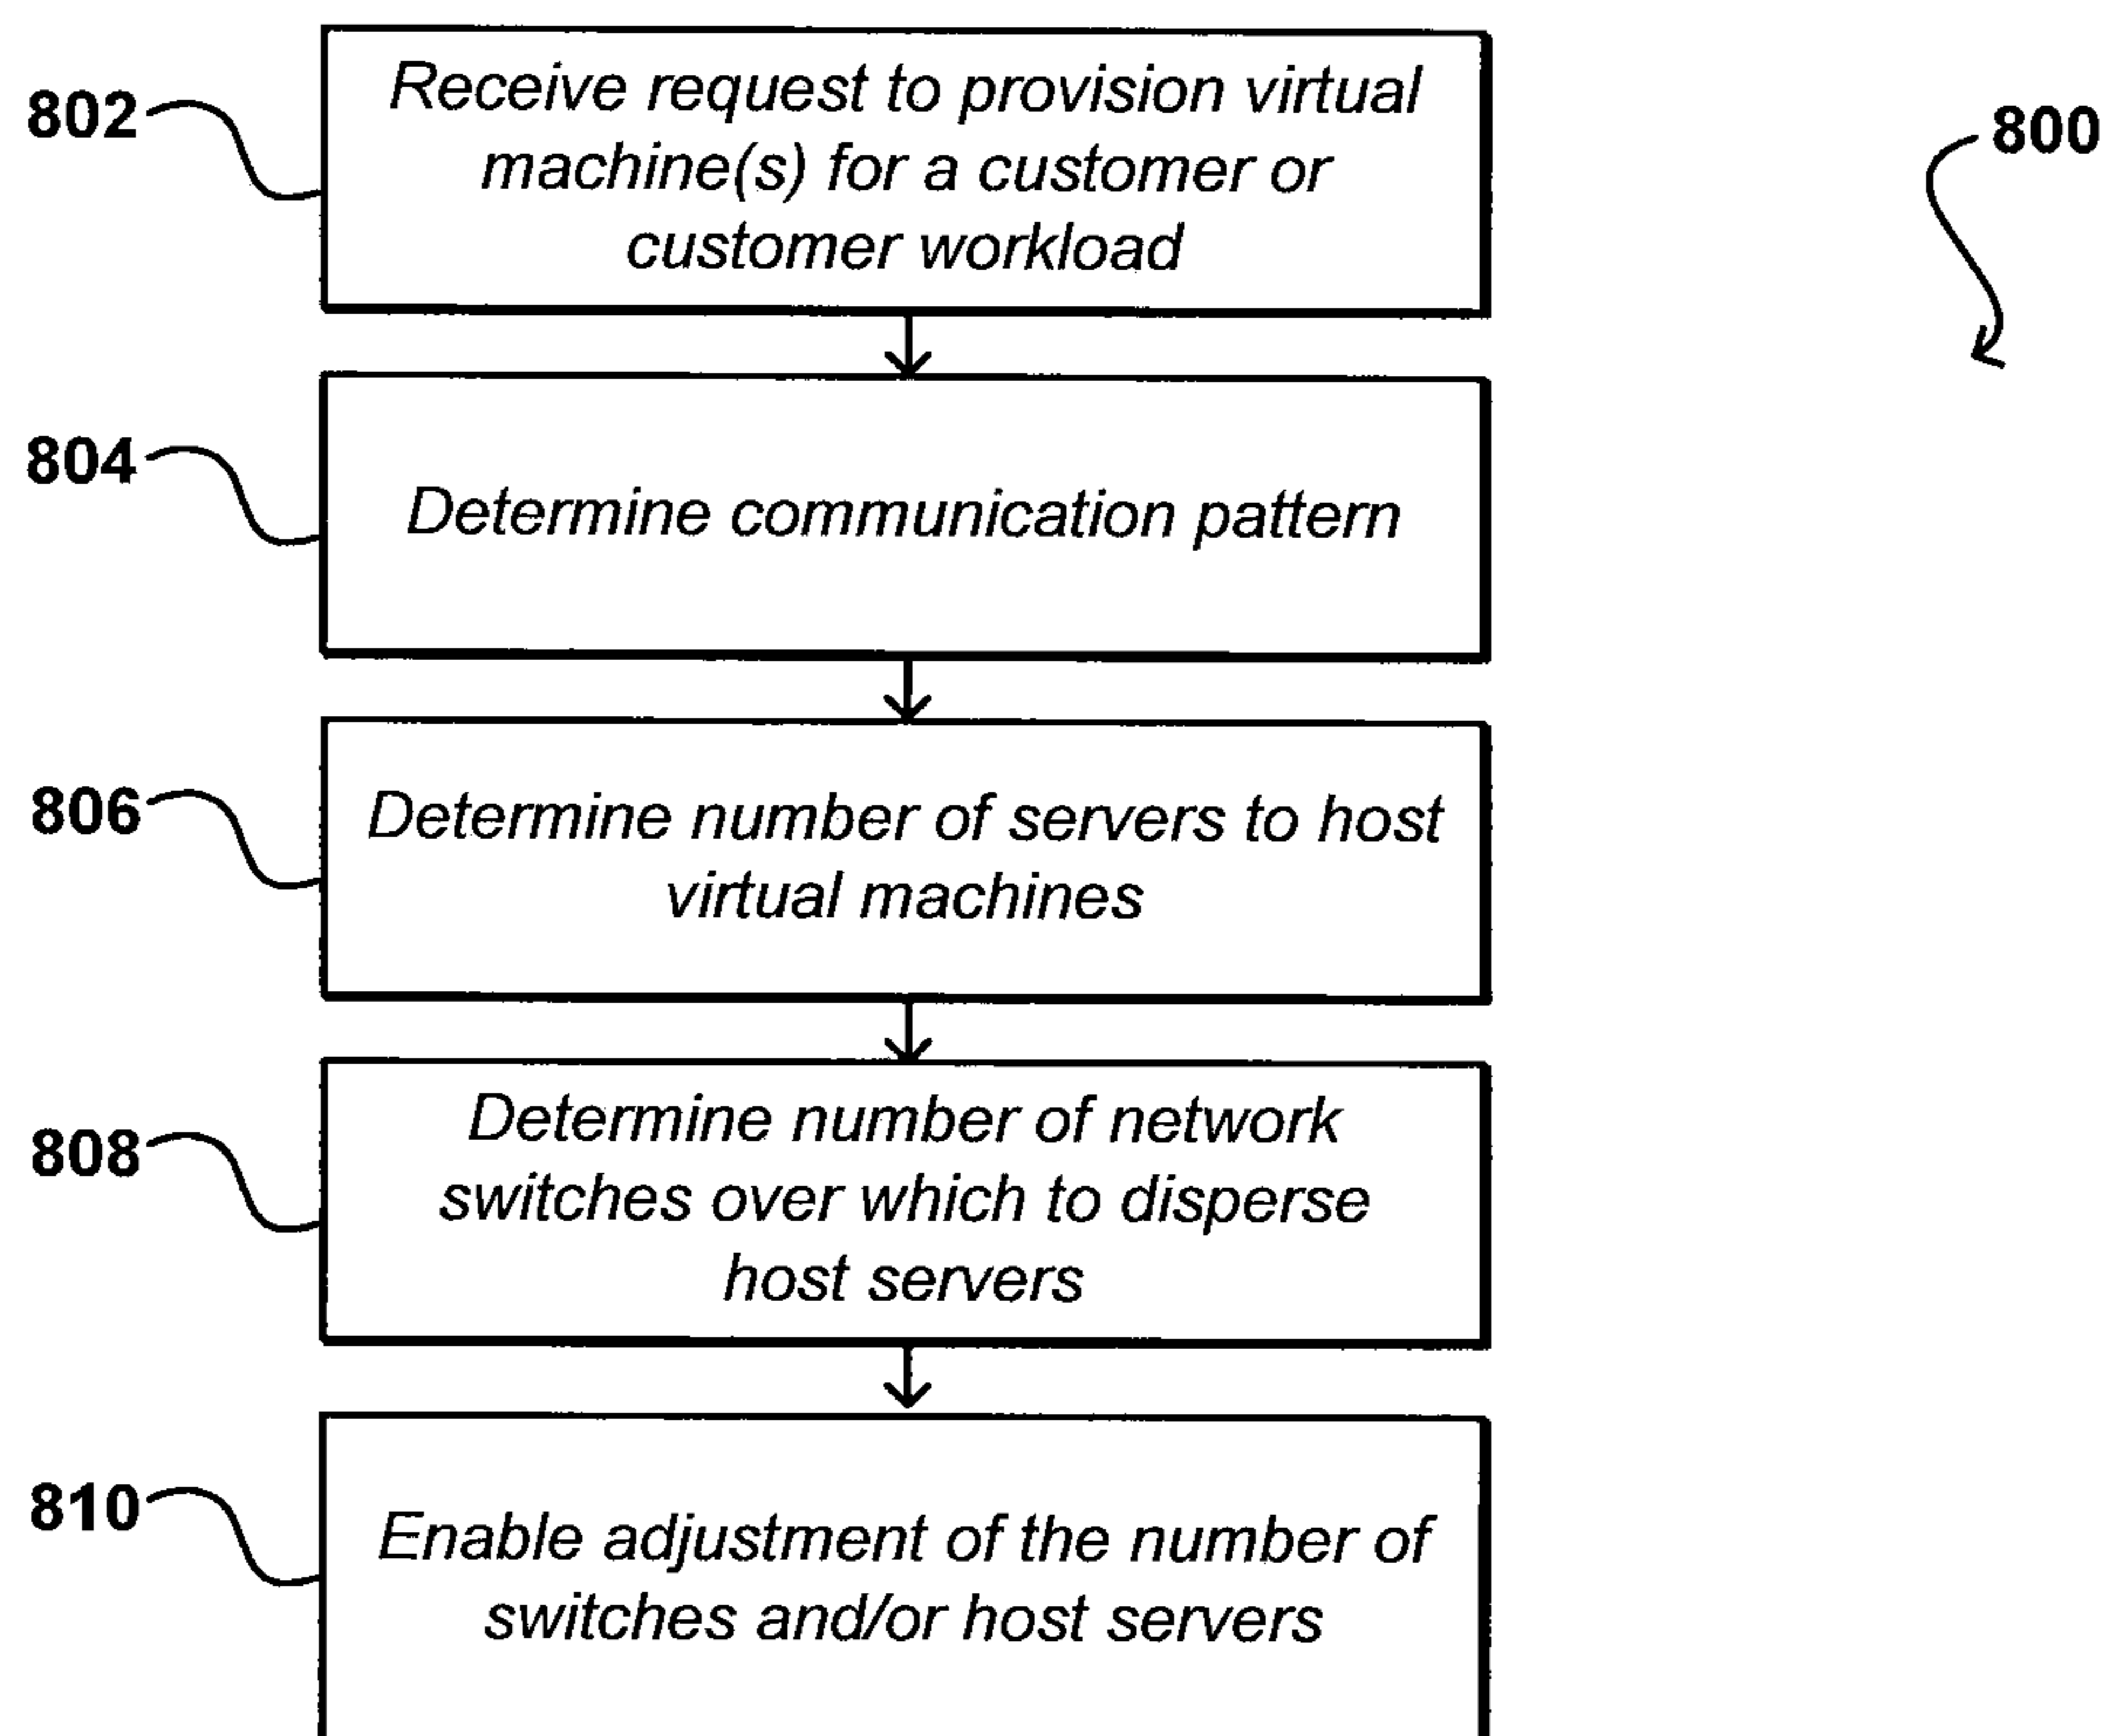 802
Receive request to provision virtual
machine(s) for a customer or
customer workload
800
804
Determine communication pattern
806
Determine number of servers to host
virtual machines
808
Determine number of network
switches over which to disperse
host servers
810
Enable adjustment of the number of
switches and/or host servers